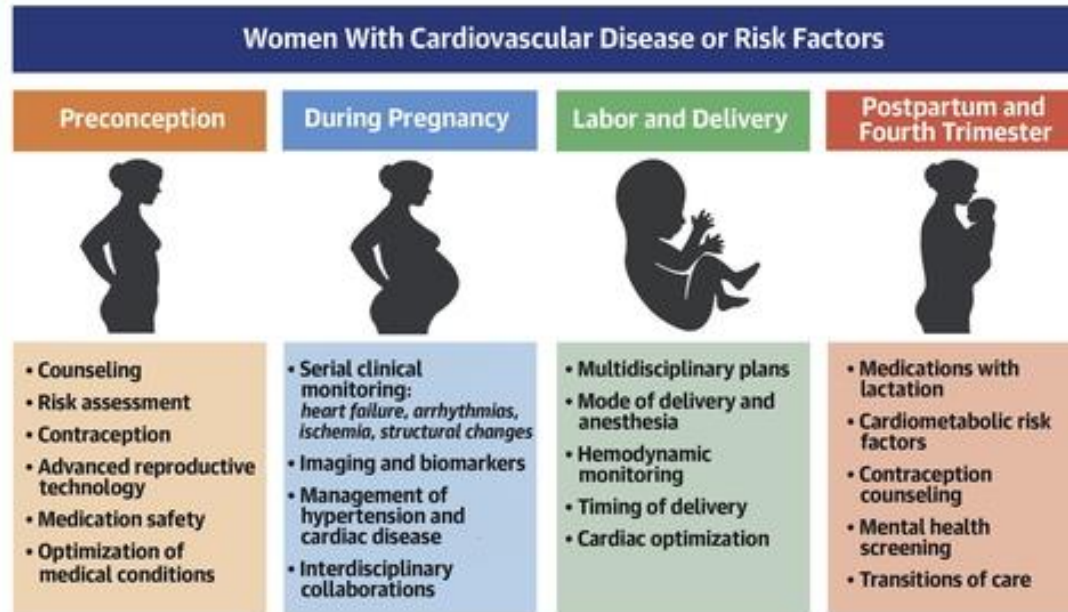 Women With Cardiovascular Disease or Risk Factors
Preconception
• Counseling
• Risk assessment
• Contraception
• Advanced reproductive
technology
• Medication safety
• Optimization of
medical conditions
During Pregnancy
• Serial clinical
monitoring:
heart failure, arrhythmias,
ischemia, structural changes
• Imaging and biomarkers
• Management of
hypertension and
cardiac disease
• Interdisciplinary
collaborations
Labor and Delivery
• Multidisciplinary plans
• Mode of delivery and
anesthesia
• Hemodynamic
monitoring
• Timing of delivery
• Cardiac optimization
Postpartum and
Fourth Trimester
• Medications with
lactation
• Cardiometabolic risk
factors
• Contraception
counseling
• Mental health
screening
• Transitions of care